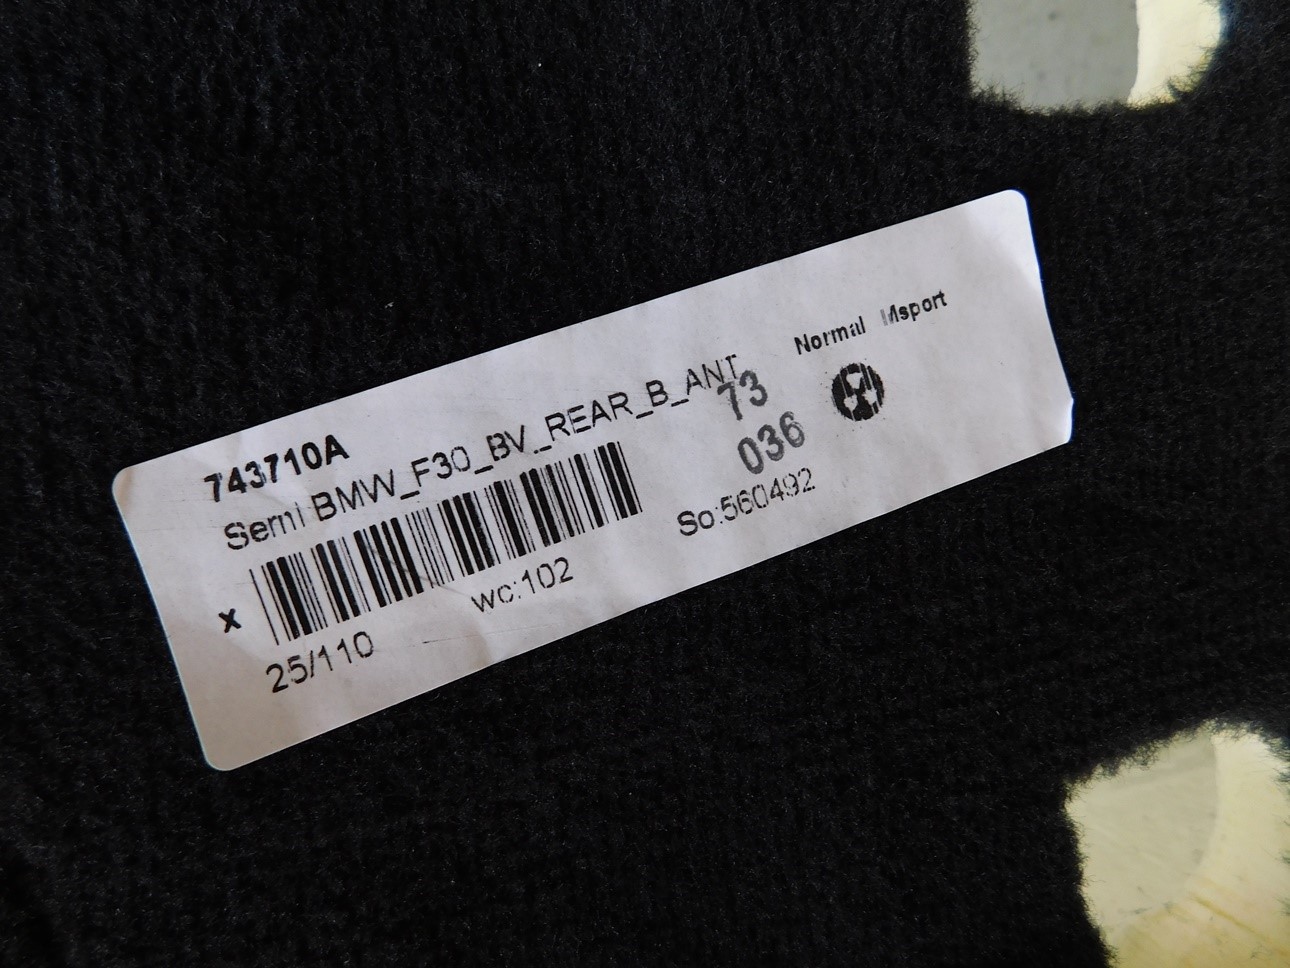 Normal Msport
743710A
Semi BMW_F30_BV_REAR_B_ANT
73
036
So:560492
x
wc:102
25/110